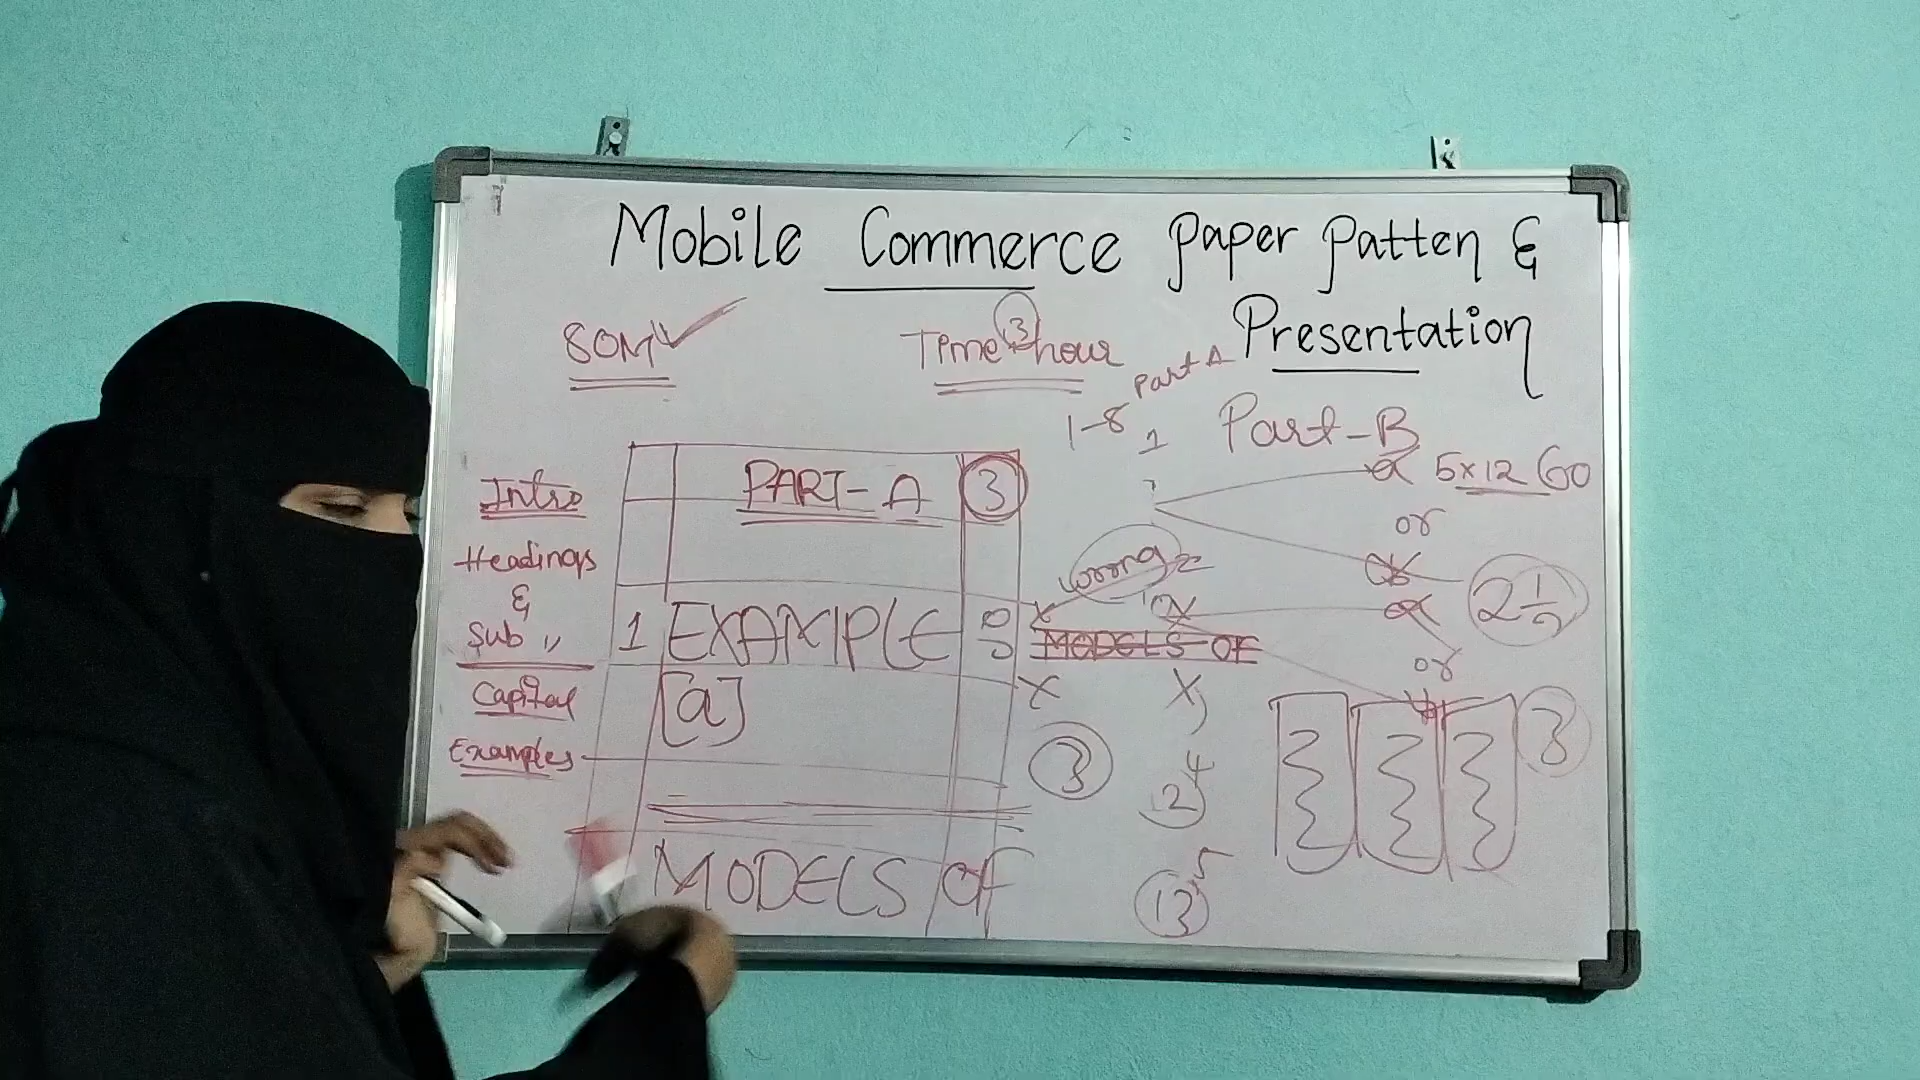 Mobile Commerce Paper Patten &
Presentation
80M
Time 3 hour
Part A
1-8
1
Part-B
5x12 60
or
Intro
Headings
&
Sub "
Capital
Examples
PART-A
3
wrong
2 1/2
1 EXAMPLE
MODELS OF
or
[a]
3
3
12
4
13
5
MODELS OF